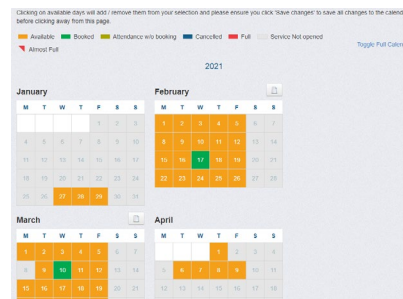 Clicking on available days will add / remove them from your selection and please ensure you click 'Save changes' to save all changes to the calend
before clicking away from this page.
Available Booked Attendance w/o booking Cancelled Full Service Not opened
Almost Full
Toggle Full Calen
2021
January February
M T W T F S S M T W T F S S
1 2 3 1 2 3 4 5 6 7
4 5 6 7 8 9 10 8 9 10 11 12 13 14
11 12 13 14 15 16 17 15 16 17 18 19 20 21
18 19 20 21 22 23 24 22 23 24 25 26 27 28
25 26 27 28 29 30 31
March April
M T W T F S S M T W T F S S
1 2 3 4 5 6 7 1 2 3 4
8 9 10 11 12 13 14 5 6 7 8 9 10 11
15 16 17 18 19 20 21 12 13 14 15 16 17 18